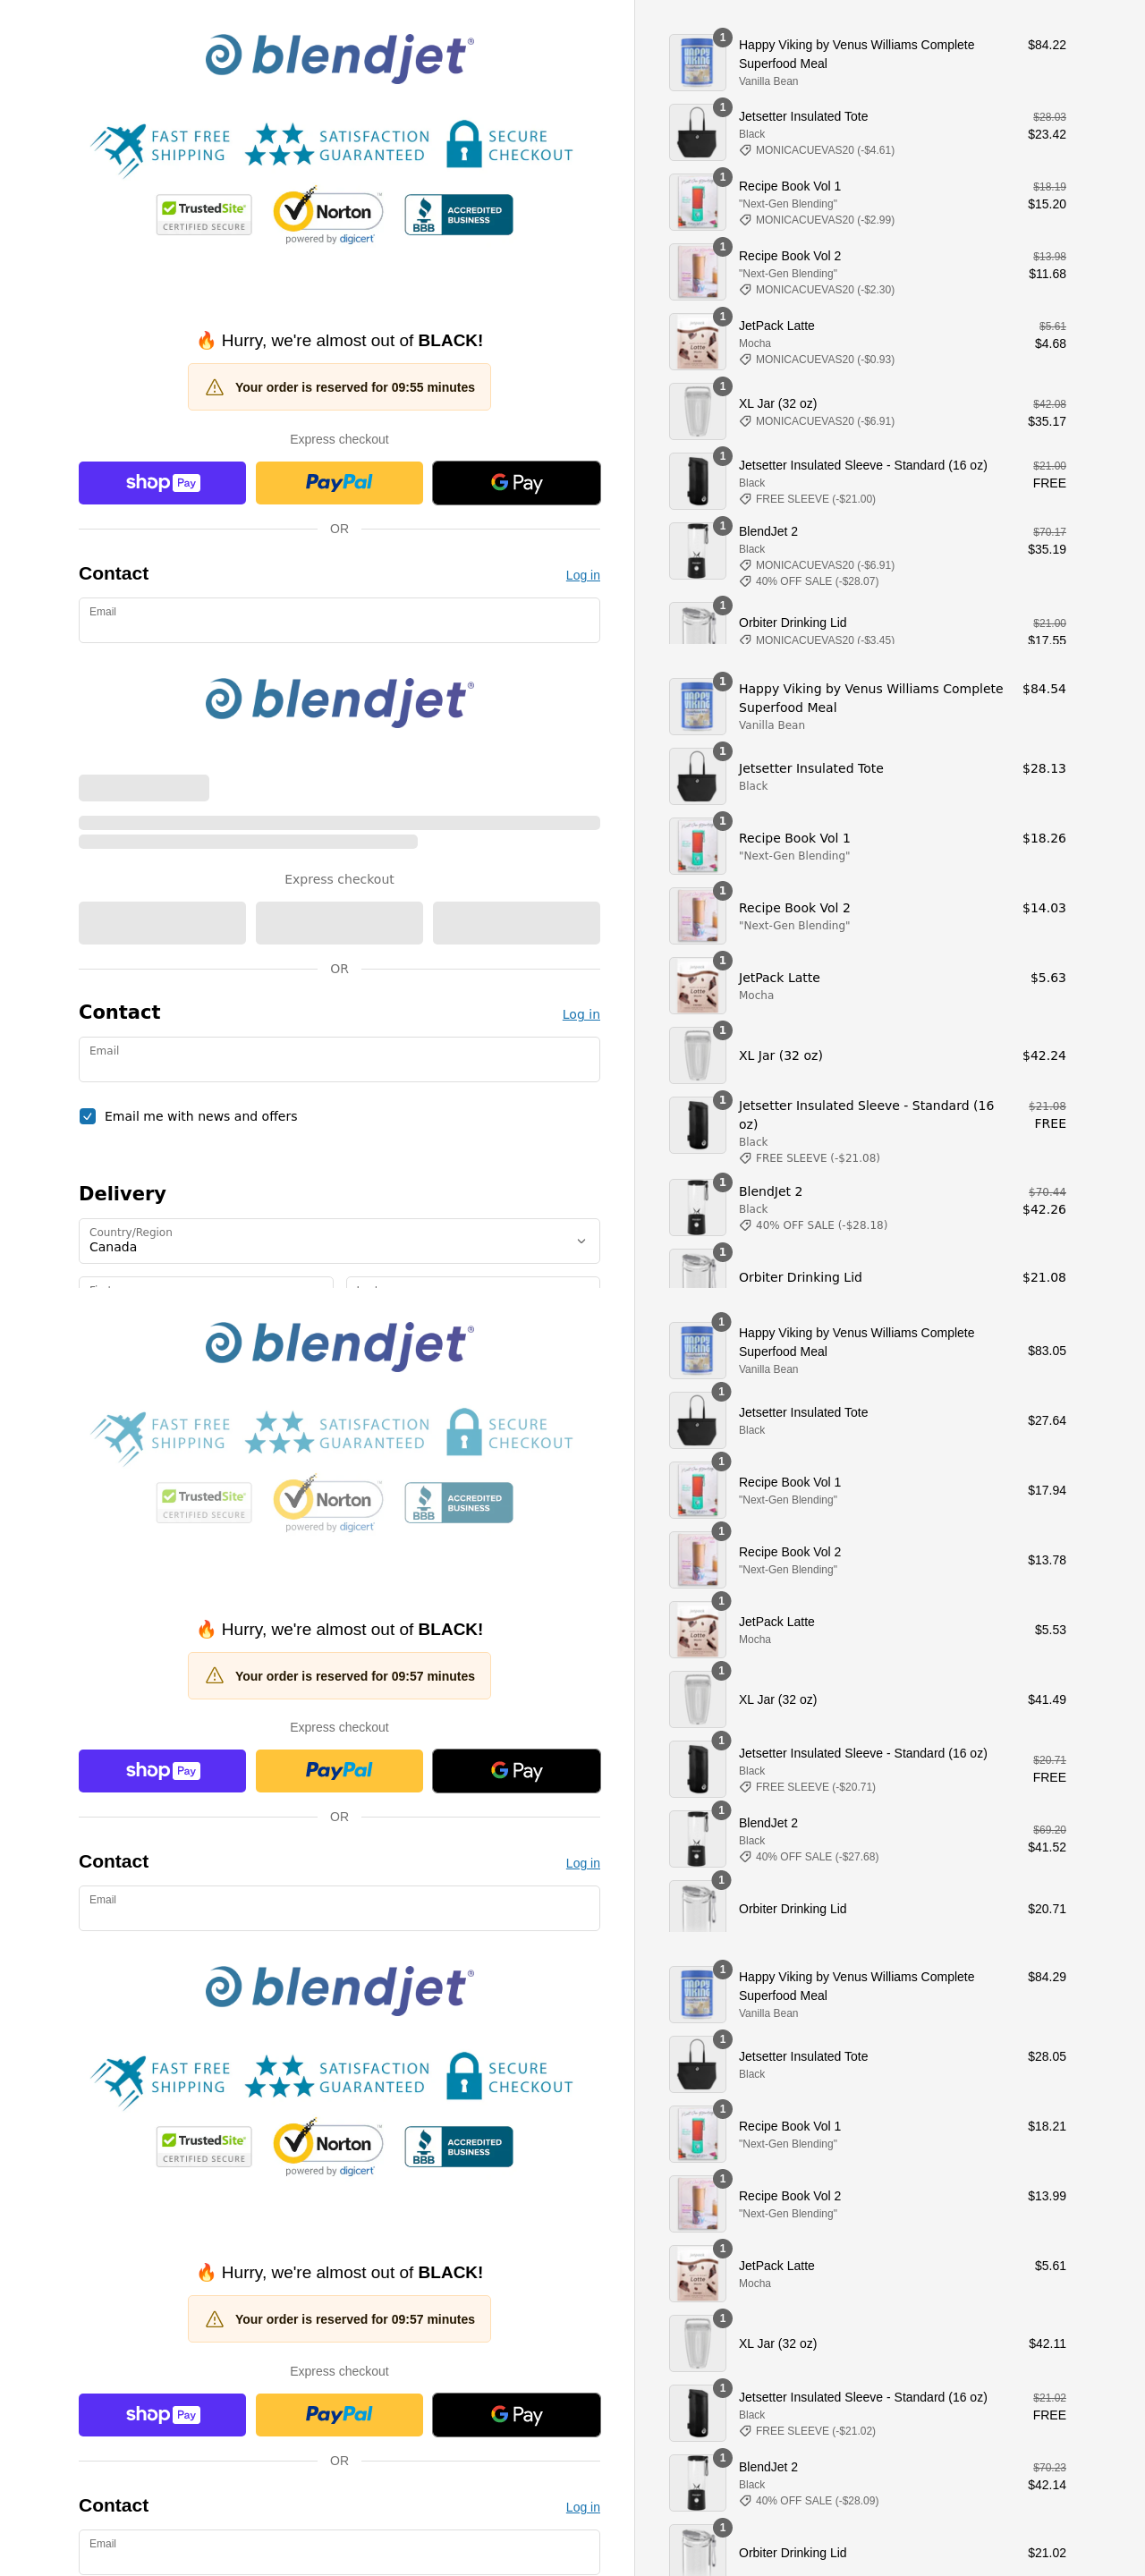 blendjet®
FAST FREE SHIPPING
SATISFACTION GUARANTEED
SECURE CHECKOUT
TrustedSite®
CERTIFIED SECURE
Norton
powered by digicert
BBB
ACCREDITED BUSINESS
🔥 Hurry, we're almost out of BLACK!
Your order is reserved for 09:55 minutes
Express checkout
shop Pay
PayPal
G Pay
OR
Contact
Log in
Email
1
Happy Viking by Venus Williams Complete $84.22
Superfood Meal
Vanilla Bean
1
Jetsetter Insulated Tote $28.03
Black $23.42
MONICACUEVAS20 (-$4.61)
1
Recipe Book Vol 1 $18.19
"Next-Gen Blending" $15.20
MONICACUEVAS20 (-$2.99)
1
Recipe Book Vol 2 $13.98
"Next-Gen Blending" $11.68
MONICACUEVAS20 (-$2.30)
1
JetPack Latte $5.61
Mocha $4.68
MONICACUEVAS20 (-$0.93)
1
XL Jar (32 oz) $42.08
MONICACUEVAS20 (-$6.91) $35.17
1
Jetsetter Insulated Sleeve - Standard (16 oz) $21.00
Black FREE
FREE SLEEVE (-$21.00)
1
BlendJet 2 $70.17
Black $35.19
MONICACUEVAS20 (-$6.91)
40% OFF SALE (-$28.07)
1
Orbiter Drinking Lid $21.00
MONICACUEVAS20 (-$3.45) $17.55
blendjet®
Express checkout
OR
Contact
Log in
Email
Email me with news and offers
Delivery
Country/Region
Canada
1
Happy Viking by Venus Williams Complete $84.54
Superfood Meal
Vanilla Bean
1
Jetsetter Insulated Tote $28.13
Black
1
Recipe Book Vol 1 $18.26
"Next-Gen Blending"
1
Recipe Book Vol 2 $14.03
"Next-Gen Blending"
1
JetPack Latte $5.63
Mocha
1
XL Jar (32 oz) $42.24
1
Jetsetter Insulated Sleeve - Standard (16 $21.08
oz) FREE
Black
FREE SLEEVE (-$21.08)
1
BlendJet 2 $70.44
Black $42.26
40% OFF SALE (-$28.18)
1
Orbiter Drinking Lid $21.08
blendjet®
FAST FREE SHIPPING
SATISFACTION GUARANTEED
SECURE CHECKOUT
TrustedSite®
CERTIFIED SECURE
Norton
powered by digicert
BBB
ACCREDITED BUSINESS
🔥 Hurry, we're almost out of BLACK!
Your order is reserved for 09:57 minutes
Express checkout
shop Pay
PayPal
G Pay
OR
Contact
Log in
Email
1
Happy Viking by Venus Williams Complete
Superfood Meal $83.05
Vanilla Bean
1
Jetsetter Insulated Tote $27.64
Black
1
Recipe Book Vol 1 $17.94
"Next-Gen Blending"
1
Recipe Book Vol 2 $13.78
"Next-Gen Blending"
1
JetPack Latte $5.53
Mocha
1
XL Jar (32 oz) $41.49
1
Jetsetter Insulated Sleeve - Standard (16 oz) $20.71
Black FREE
FREE SLEEVE (-$20.71)
1
BlendJet 2 $69.20
Black $41.52
40% OFF SALE (-$27.68)
1
Orbiter Drinking Lid $20.71
blendjet®
FAST FREE SHIPPING
SATISFACTION GUARANTEED
SECURE CHECKOUT
TrustedSite®
CERTIFIED SECURE
Norton
powered by digicert
BBB
ACCREDITED BUSINESS
🔥 Hurry, we're almost out of BLACK!
Your order is reserved for 09:57 minutes
Express checkout
shop Pay
PayPal
G Pay
OR
Contact
Log in
Email
1
Happy Viking by Venus Williams Complete $84.29
Superfood Meal
Vanilla Bean
1
Jetsetter Insulated Tote $28.05
Black
1
Recipe Book Vol 1 $18.21
"Next-Gen Blending"
1
Recipe Book Vol 2 $13.99
"Next-Gen Blending"
1
JetPack Latte $5.61
Mocha
1
XL Jar (32 oz) $42.11
1
Jetsetter Insulated Sleeve - Standard (16 oz) $21.02
Black FREE
FREE SLEEVE (-$21.02)
1
BlendJet 2 $70.23
Black $42.14
40% OFF SALE (-$28.09)
1
Orbiter Drinking Lid $21.02